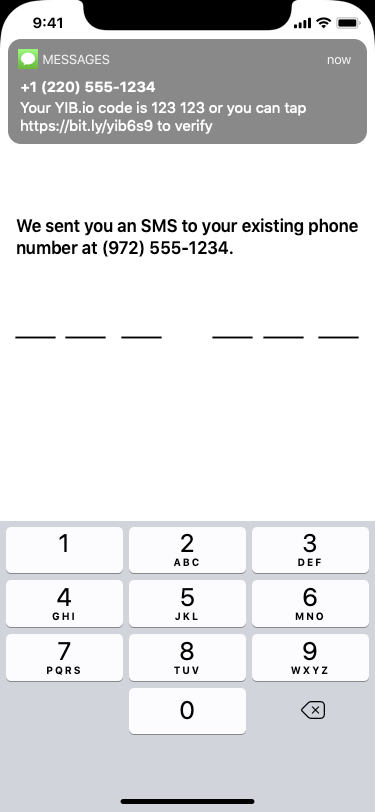 9:41
MESSAGES now
+1 (220) 555-1234
Your YIB.io code is 123 123 or you can tap
https://bit.ly/yib6s9 to verify
We sent you an SMS to your existing phone
number at (972) 555-1234.
1 2 3
ABC DEF
4 5 6
GHI JKL MNO
7 8 9
PQRS TUV WXYZ
0